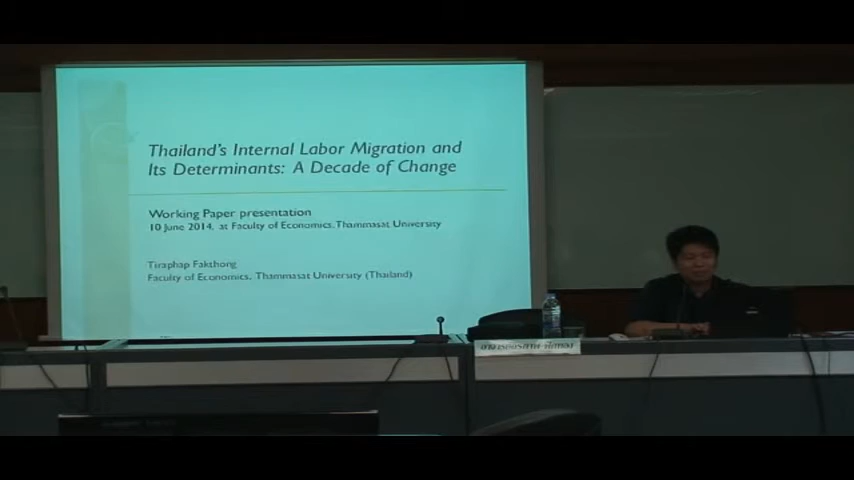 Thailand's Internal Labor Migration and
Its Determinants: A Decade of Change
Working Paper presentation
10 June 2014, at Faculty of Economics, Thammasat University
Tiraphap Fakthong
Faculty of Economics, Thammasat University (Thailand)